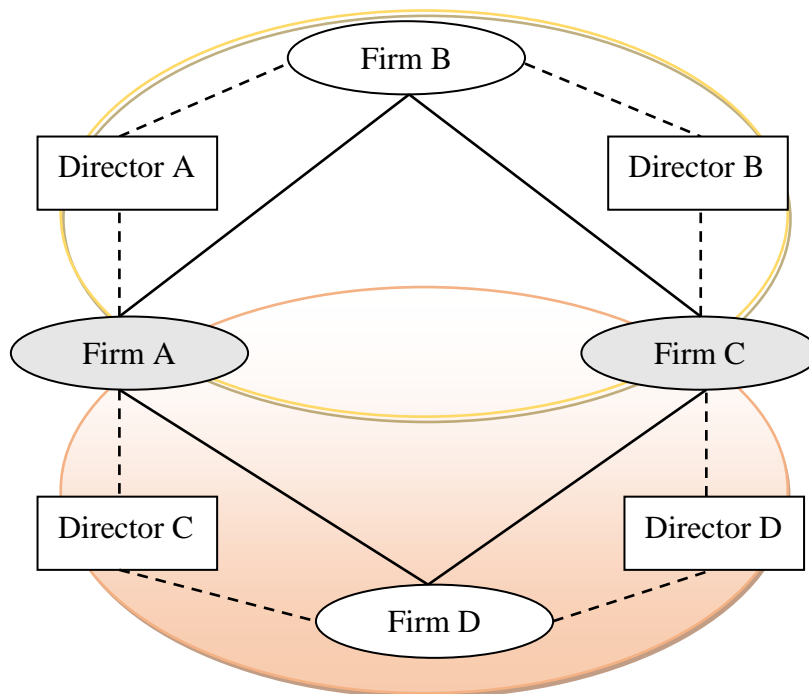 Firm B
Director A
Director B
Firm A
Firm C
Director C
Director D
Firm D